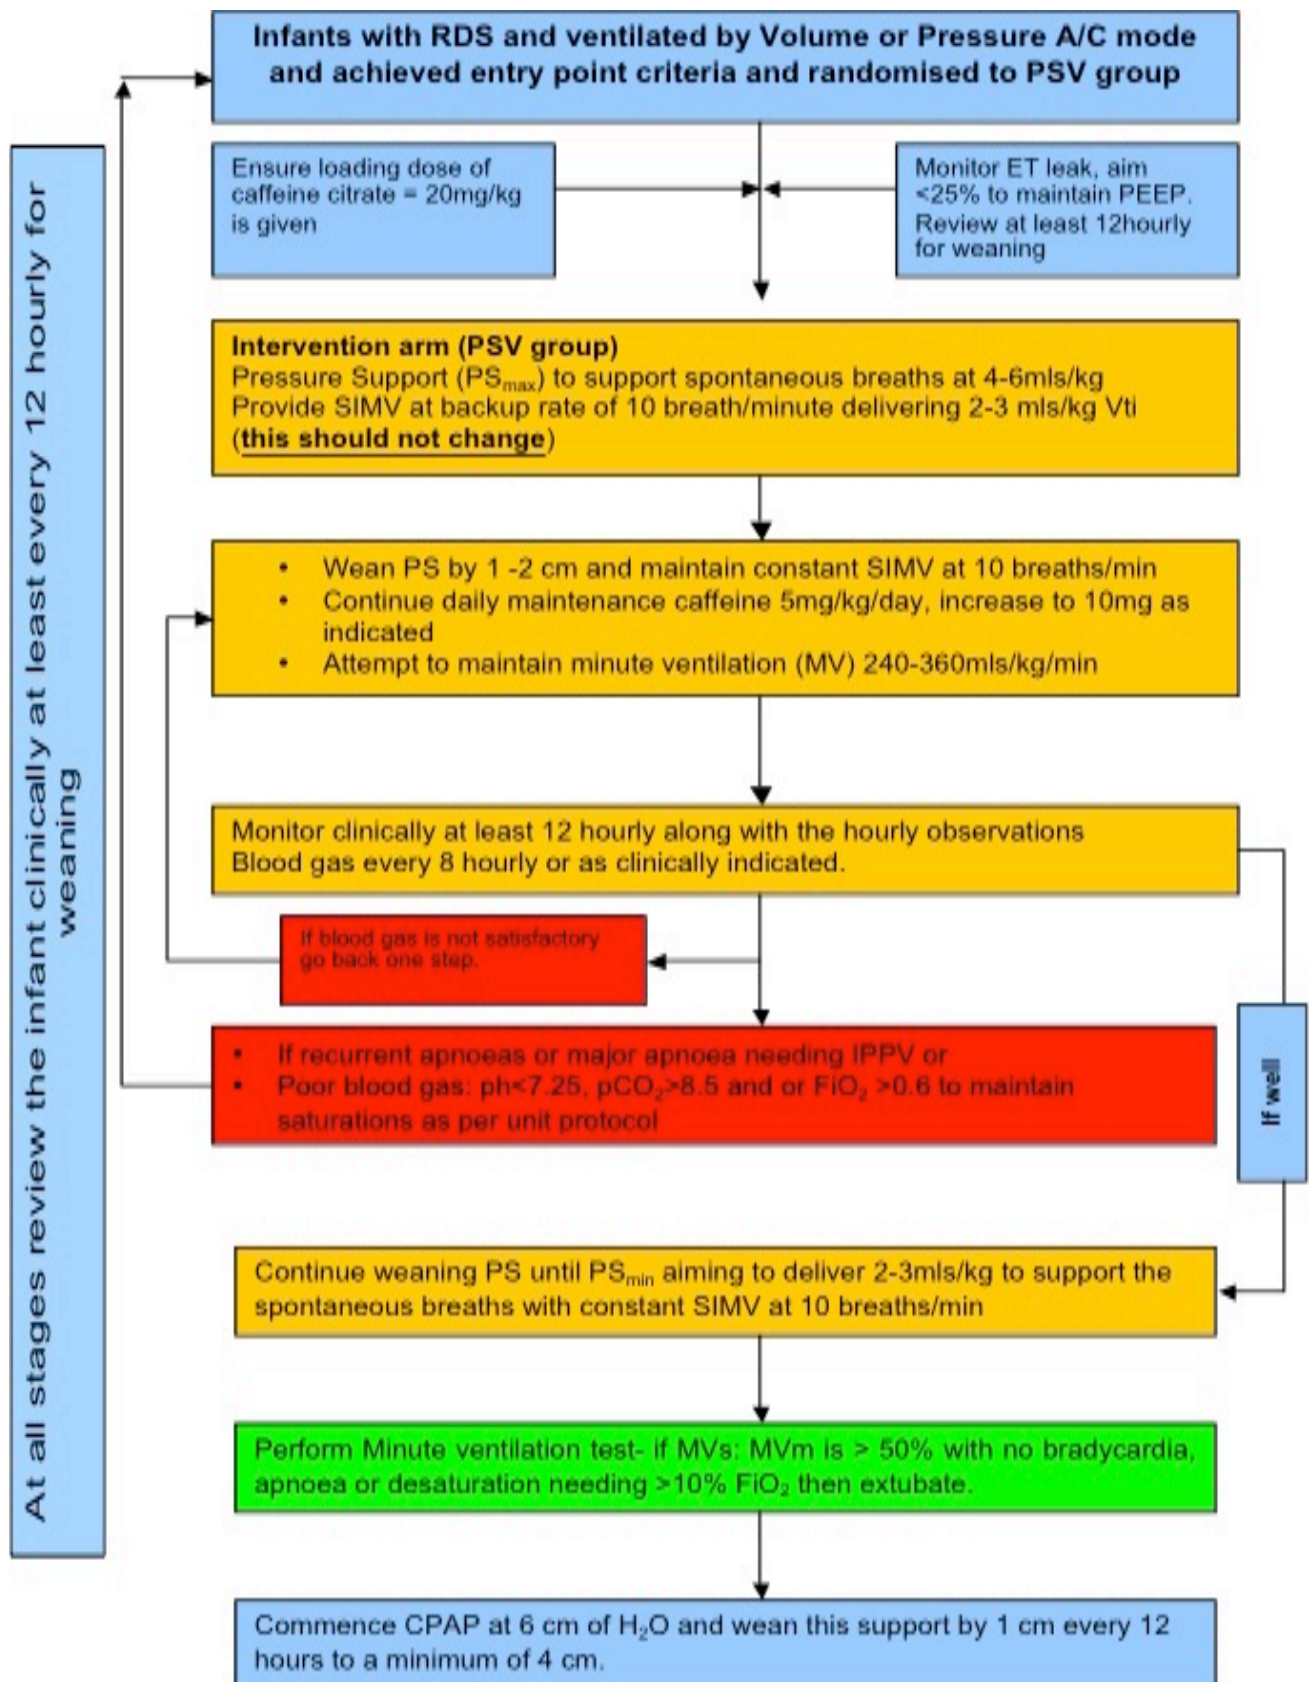 Infants with RDS and ventilated by Volume or Pressure A/C mode
and achieved entry point criteria and randomised to PSV group
Ensure loading dose of
caffeine citrate = 20mg/kg
is given
Monitor ET leak, aim
<25% to maintain PEEP.
Review at least 12hourly
for weaning
At all stages review the infant clinically at least every 12 hourly for
weaning
Intervention arm (PSV group)
Pressure Support (PSmax) to support spontaneous breaths at 4-6mls/kg
Provide SIMV at backup rate of 10 breath/minute delivering 2-3 mls/kg Vti
(this should not change)
• Wean PS by 1 -2 cm and maintain constant SIMV at 10 breaths/min
• Continue daily maintenance caffeine 5mg/kg/day, increase to 10mg as
indicated
• Attempt to maintain minute ventilation (MV) 240-360mls/kg/min
Monitor clinically at least 12 hourly along with the hourly observations
Blood gas every 8 hourly or as clinically indicated.
If blood gas is not satisfactory
go back one step.
• If recurrent apnoeas or major apnoea needing IPPV or
• Poor blood gas: ph<7.25, pCO₂>8.5 and or FiO₂ >0.6 to maintain
saturations as per unit protocol
If well
Continue weaning PS until PSmin aiming to deliver 2-3mls/kg to support the
spontaneous breaths with constant SIMV at 10 breaths/min
Perform Minute ventilation test- if MVs: MVm is > 50% with no bradycardia,
apnoea or desaturation needing >10% FiO₂ then extubate.
Commence CPAP at 6 cm of H₂O and wean this support by 1 cm every 12
hours to a minimum of 4 cm.